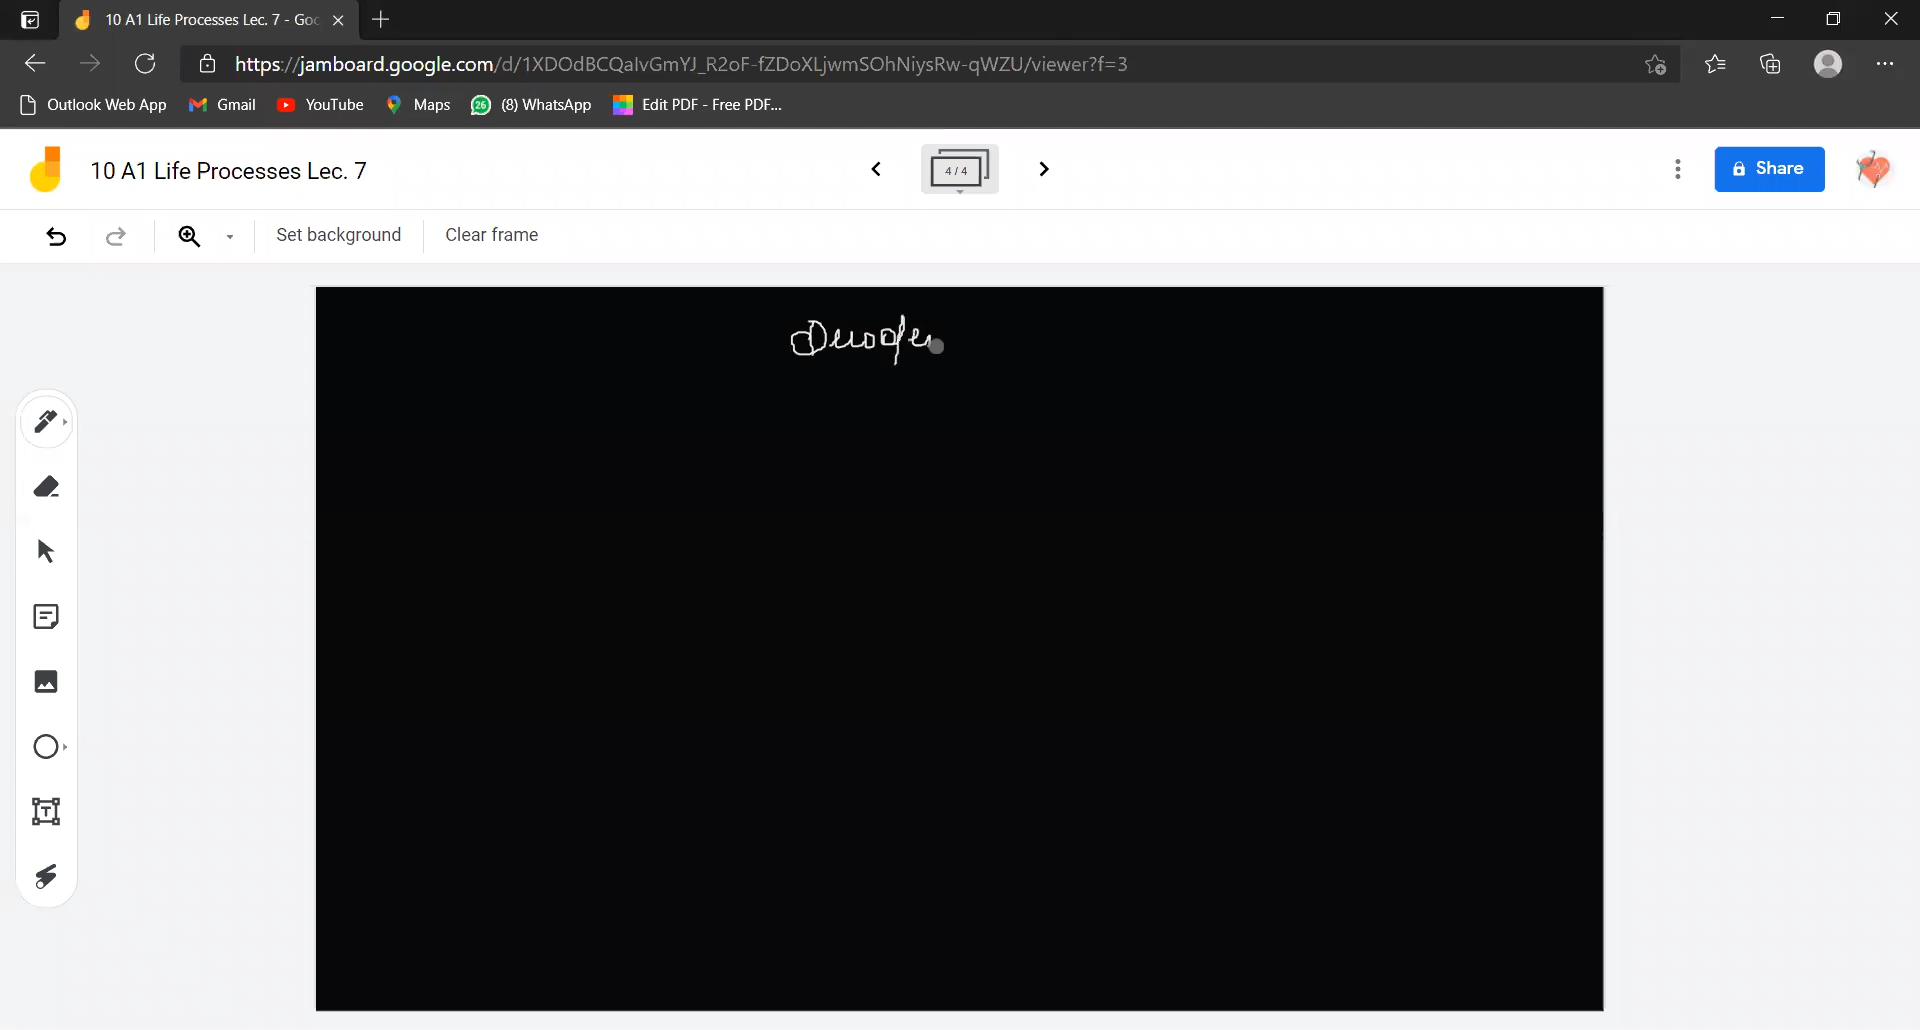 10 A1 Life Processes Lec. 7 - Goo
https://jamboard.google.com/d/1XDOdBCQalvGmYJ_R2oF-fZDoXLjwmSOhNiysRw-qWZU/viewer?f=3
Outlook Web App Gmail YouTube Maps 26 (8) WhatsApp Edit PDF - Free PDF...
10 A1 Life Processes Lec. 7 4 / 4 Share
Set background Clear frame